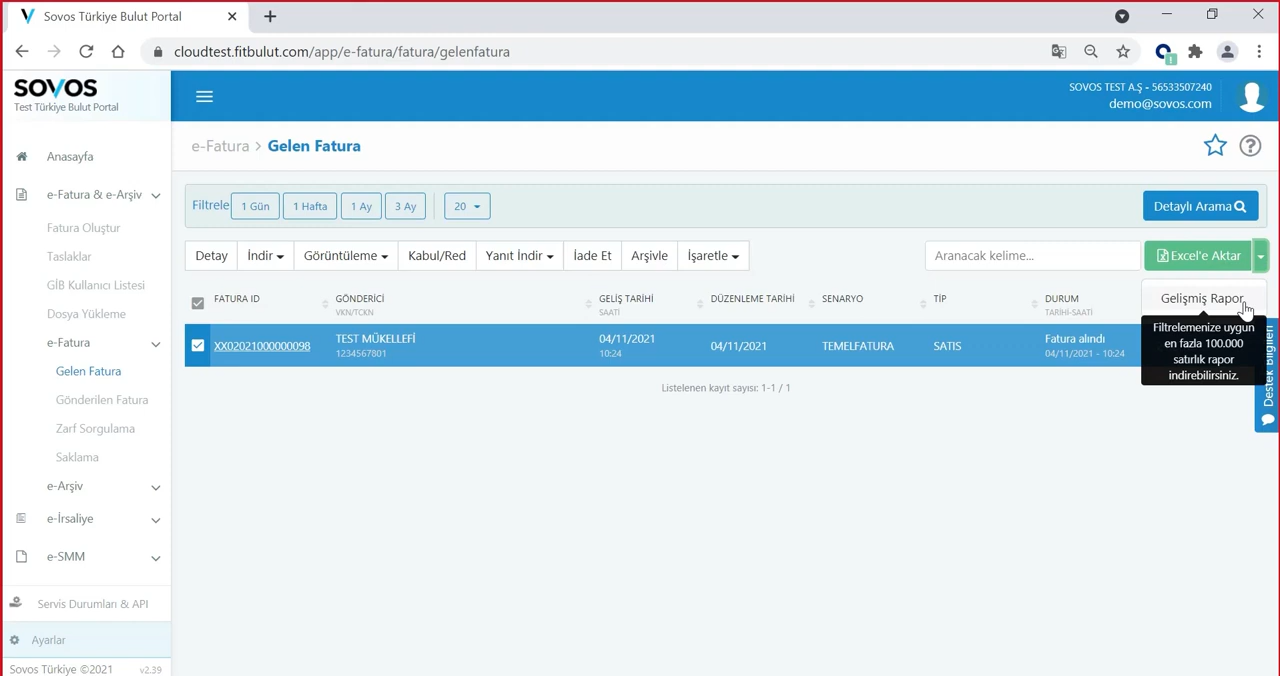 Sovos Türkiye Bulut Portal
cloudtest.fitbulut.com/app/e-fatura/fatura/gelenfatura
SOVOS
Test Türkiye Bulut Portal
SOVOS TEST A.Ş - 56533507240
demo@sovos.com
Anasayfa
e-Fatura & e-Arşiv
Fatura Oluştur
Taslaklar
GİB Kullanıcı Listesi
Dosya Yükleme
e-Fatura
Gelen Fatura
Gönderilen Fatura
Zarf Sorgulama
Saklama
e-Arşiv
e-İrsaliye
e-SMM
Servis Durumları & API
Ayarlar
Sovos Türkiye ©2021 v2.39
e-Fatura > Gelen Fatura
Filtrele 1 Gün 1 Hafta 1 Ay 3 Ay 20 Detaylı Arama
Detay İndir Görüntüleme Kabul/Red Yanıt İndir İade Et Arşivle İşaretle Aranacak kelime... Excel'e Aktar
Gelişmiş Rapor
Filtrelemenize uygun
en fazla 100.000
satırlık rapor
indirebilirsiniz.
FATURA ID GÖNDERİCİ GELİŞ TARİHİ DÜZENLEME TARİHİ SENARYO TİP DURUM
VKN/TCKN SAATİ TARİHİ-SAATİ
XX02021000000098 TEST MÜKELLEFİ 04/11/2021 04/11/2021 TEMELFATURA SATIS Fatura alındı
1234567801 10:24 04/11/2021 - 10:24
Listelenen kayıt sayısı: 1-1 / 1
Destek Bilgileri